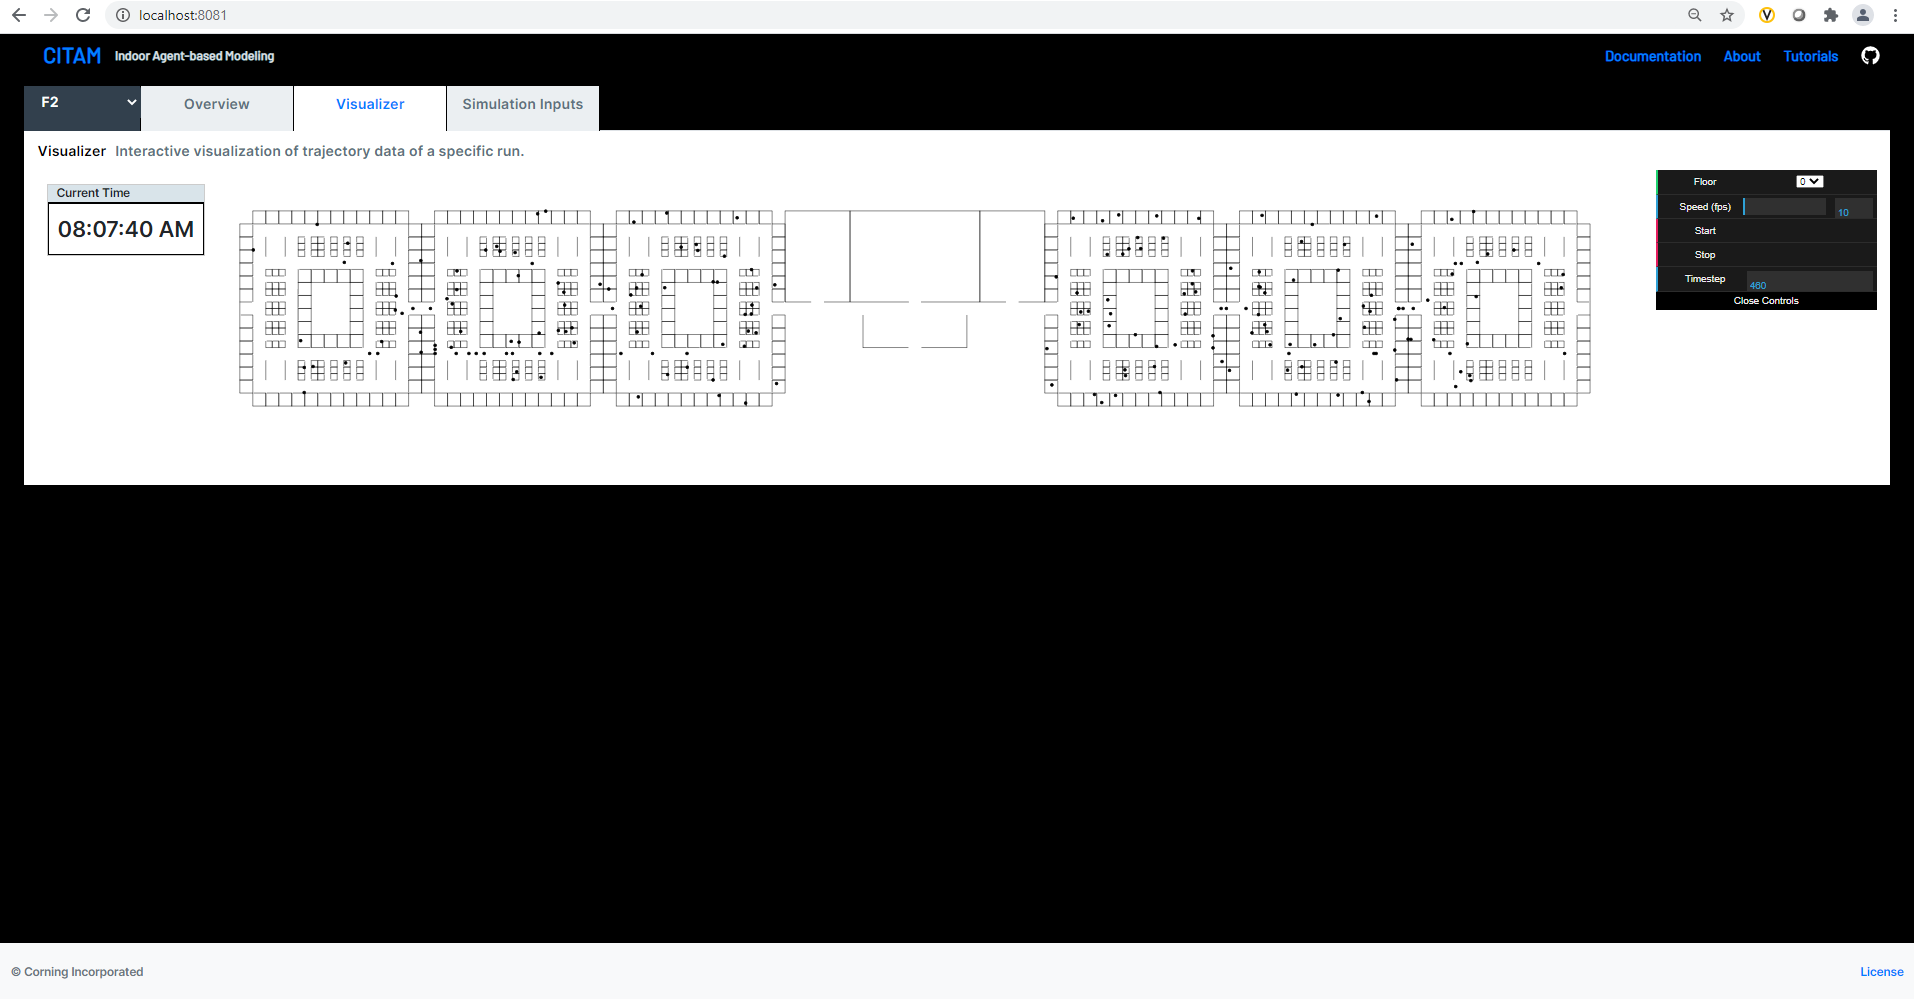 localhost:8081
CITAM Indoor Agent-based Modeling
Documentation About Tutorials
F2 Overview Visualizer Simulation Inputs
Visualizer Interactive visualization of trajectory data of a specific run.
Current Time
08:07:40 AM
Floor 0
Speed (fps) 10
Start
Stop
Timestep 460
Close Controls
© Corning Incorporated
License